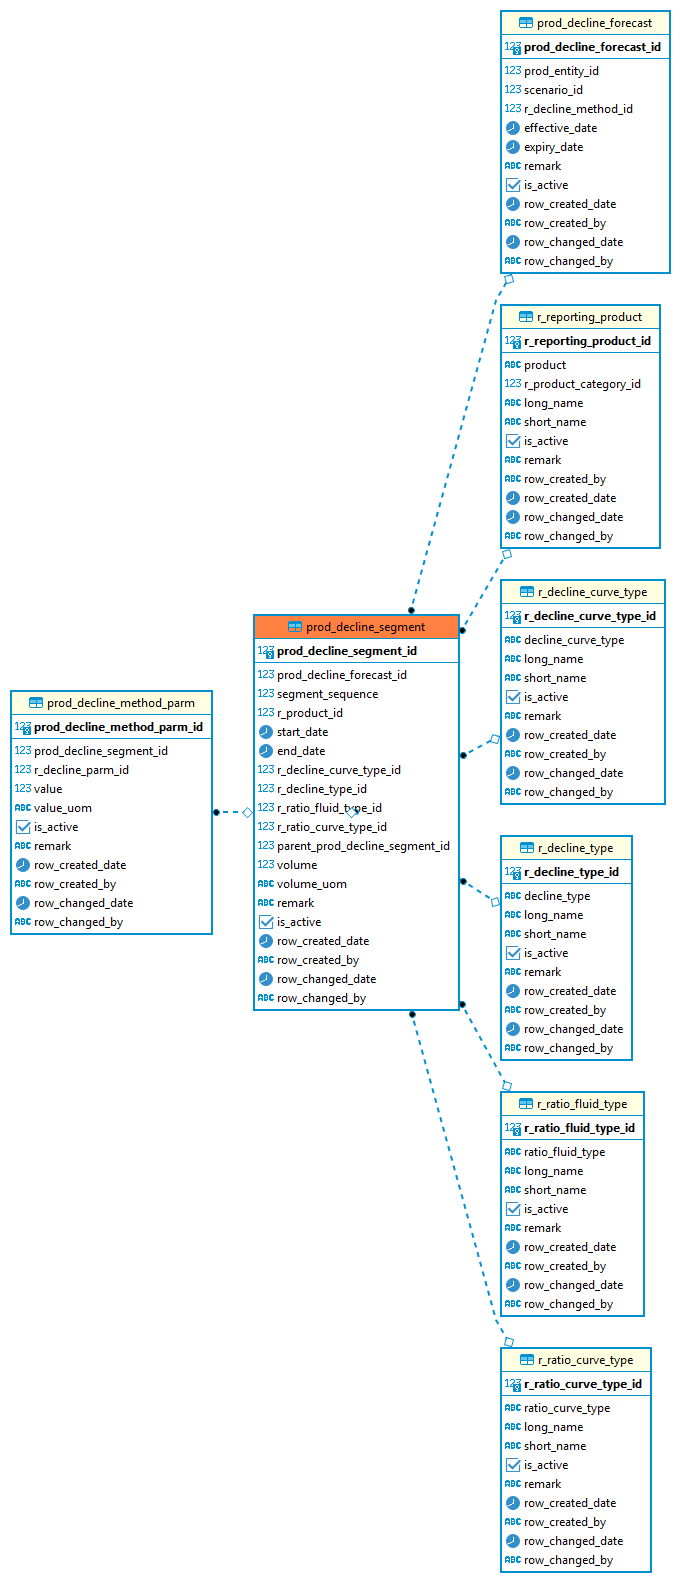 prod_decline_forecast
123 prod_decline_forecast_id
123 prod_entity_id
123 scenario_id
123 r_decline_method_id
effective_date
expiry_date
ABC remark
is_active
row_created_date
ABC row_created_by
row_changed_date
ABC row_changed_by
r_reporting_product
123 r_reporting_product_id
ABC product
123 r_product_category_id
ABC long_name
ABC short_name
is_active
ABC remark
ABC row_created_by
row_created_date
row_changed_date
ABC row_changed_by
r_decline_curve_type
123 r_decline_curve_type_id
ABC decline_curve_type
ABC long_name
ABC short_name
is_active
ABC remark
row_created_date
ABC row_created_by
row_changed_date
ABC row_changed_by
prod_decline_segment
123 prod_decline_segment_id
123 prod_decline_forecast_id
123 segment_sequence
123 r_product_id
start_date
end_date
123 r_decline_curve_type_id
123 r_decline_type_id
123 r_ratio_fluid_type_id
123 r_ratio_curve_type_id
123 parent_prod_decline_segment_id
123 volume
ABC volume_uom
ABC remark
is_active
row_created_date
ABC row_created_by
row_changed_date
ABC row_changed_by
prod_decline_method_parm
123 prod_decline_method_parm_id
123 prod_decline_segment_id
123 r_decline_parm_id
123 value
ABC value_uom
is_active
ABC remark
row_created_date
ABC row_created_by
row_changed_date
ABC row_changed_by
r_decline_type
123 r_decline_type_id
ABC decline_type
ABC long_name
ABC short_name
is_active
ABC remark
row_created_date
ABC row_created_by
row_changed_date
ABC row_changed_by
r_ratio_fluid_type
123 r_ratio_fluid_type_id
ABC ratio_fluid_type
ABC long_name
ABC short_name
is_active
ABC remark
row_created_date
ABC row_created_by
row_changed_date
ABC row_changed_by
r_ratio_curve_type
123 r_ratio_curve_type_id
ABC ratio_curve_type
ABC long_name
ABC short_name
is_active
ABC remark
row_created_date
ABC row_created_by
row_changed_date
ABC row_changed_by